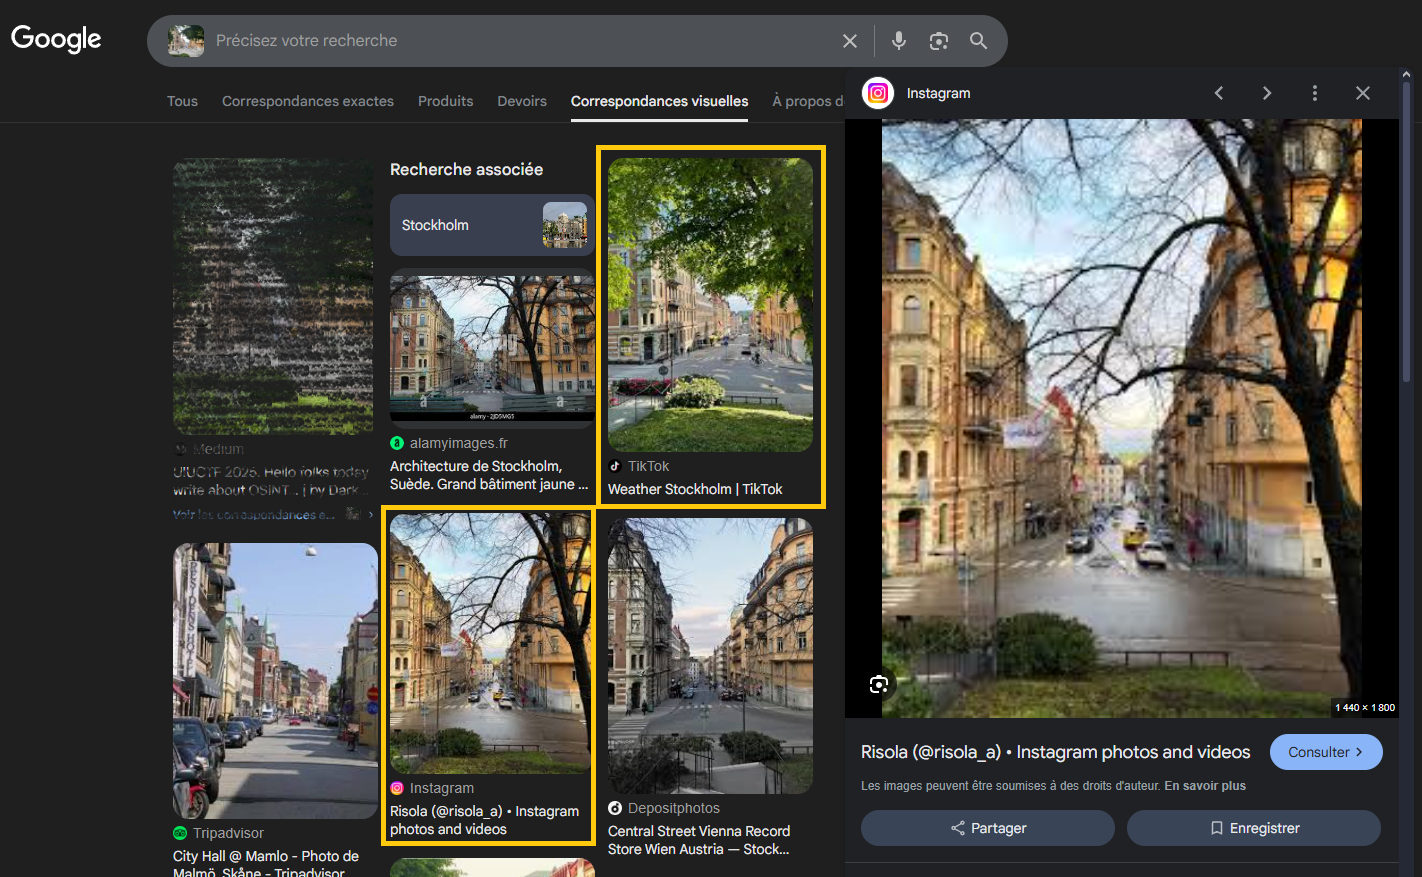 Google
Précisez votre recherche
Tous
Correspondances exactes
Produits
Devoirs
Correspondances visuelles
À propos d
Medium
UIUCTF 2025. Hello folks today
write about OSINT... | by Dark...
Voir les correspondances e...
Tripadvisor
City Hall @ Mamlo - Photo de
Malmö, Skåne - Tripadvisor
Recherche associée
Stockholm
alamy - 2JD5MG5
alamyimages.fr
Architecture de Stockholm,
Suède. Grand bâtiment jaune ...
Instagram
Risola (@risola_a) • Instagram
photos and videos
TikTok
Weather Stockholm | TikTok
Depositphotos
Central Street Vienna Record
Store Wien Austria — Stock...
Instagram
1 440 × 1 800
Risola (@risola_a) • Instagram photos and videos
Consulter
Les images peuvent être soumises à des droits d'auteur. En savoir plus
Partager
Enregistrer